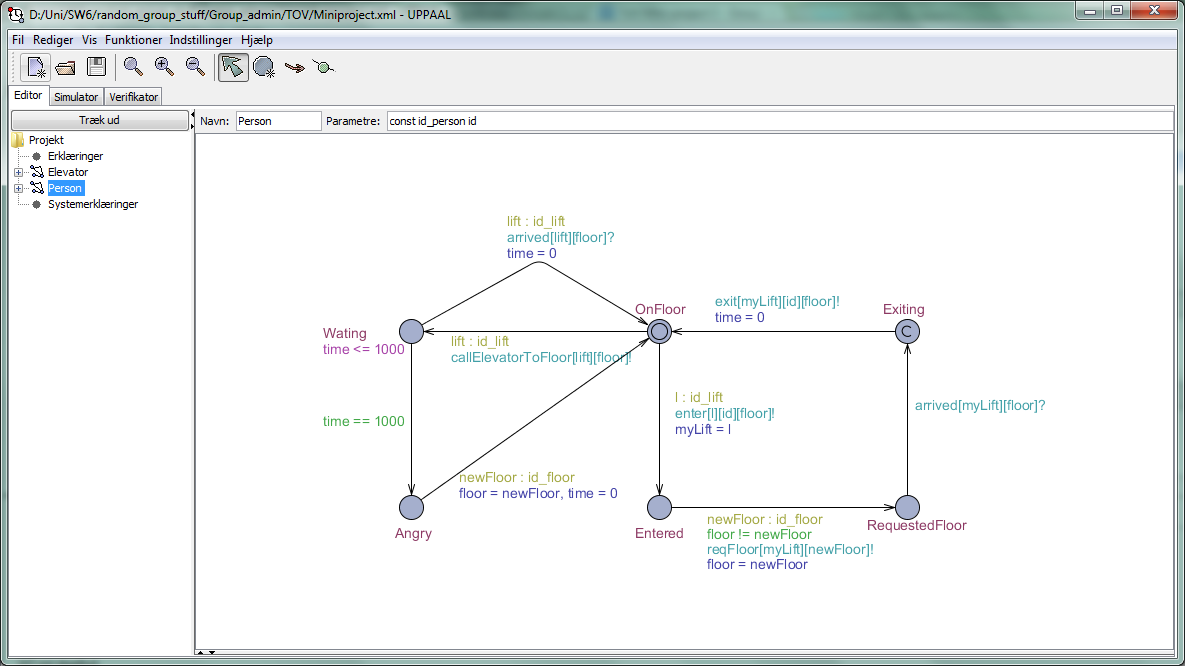 D:/Uni/SW6/random_group_stuff/Group_admin/TOV/Miniproject.xml - UPPAAL
Fil Rediger Vis Funktioner Indstillinger Hjælp
Editor Simulator Verifikator
Træk ud
Navn: Person Parametre: const id_person id
Projekt
Erklæringer
Elevator
Person
Systemerklæringer
lift : id_lift
arrived[lift][floor]?
time = 0
OnFloor
exit[myLift][id][floor]!
time = 0
Exiting
C
Wating
time <= 1000
lift : id_lift
callElevatorToFloor[lift][floor]!
time == 1000
l : id_lift
enter[l][id][floor]!
myLift = l
arrived[myLift][floor]?
newFloor : id_floor
floor = newFloor, time = 0
Angry
Entered
newFloor : id_floor
floor != newFloor
reqFloor[myLift][newFloor]!
floor = newFloor
RequestedFloor